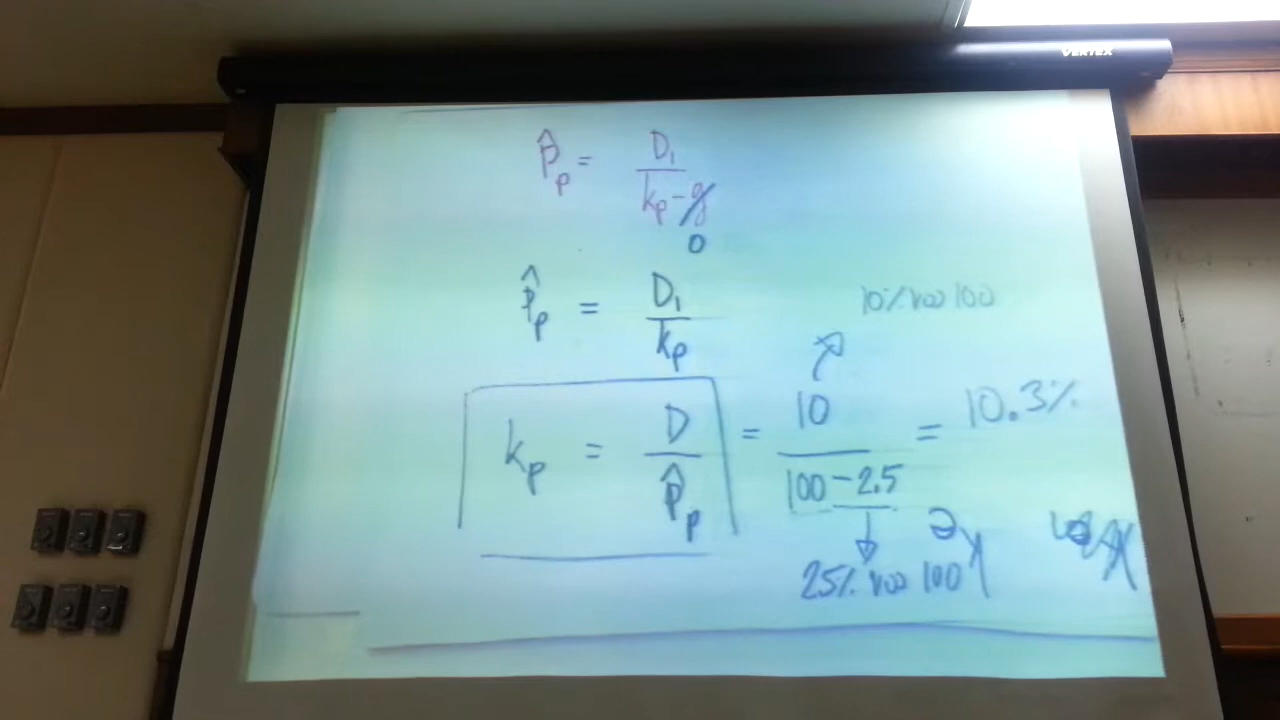 VERTEX
P̂p = D₁ / (kp - g)
0
P̂p = D₁ / kp
10% ของ 100
kp = D / P̂p = 10 / (100 - 2.5) = 10.3%
25% ของ 100